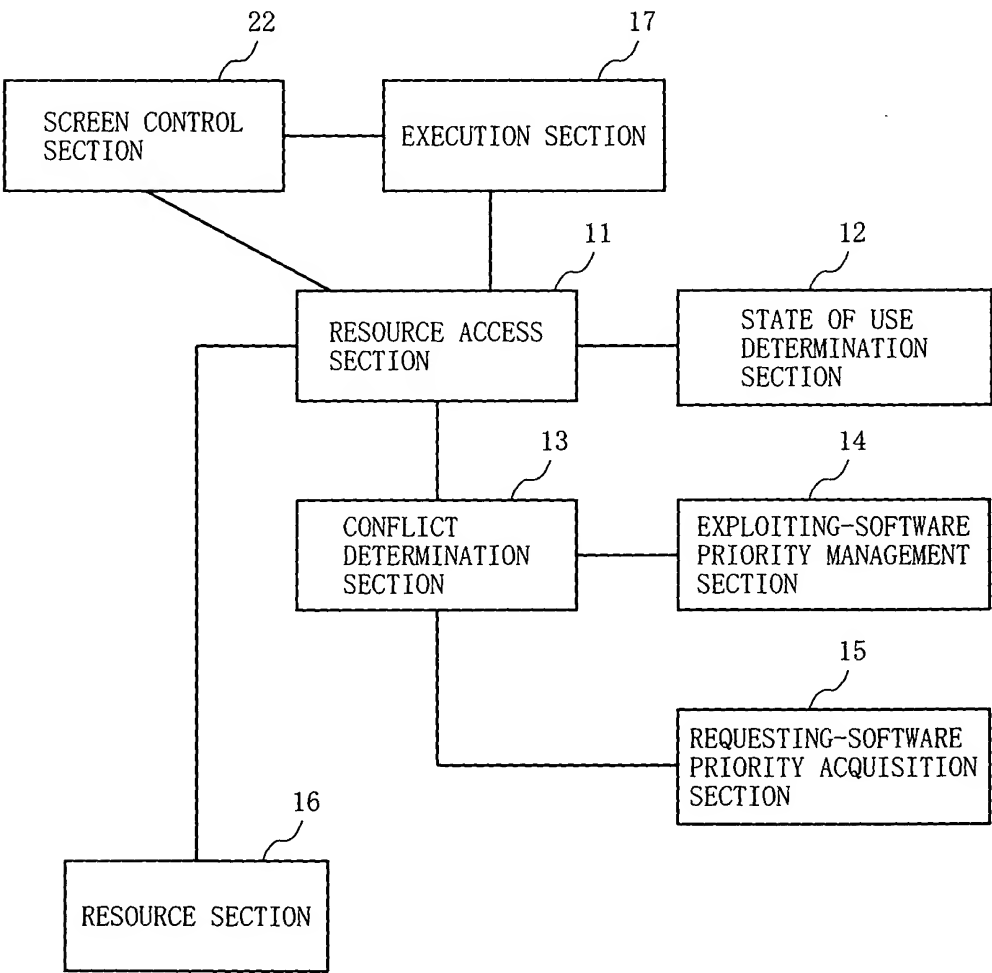 22
17
SCREEN CONTROL
SECTION
EXECUTION SECTION
11
12
RESOURCE ACCESS
SECTION
STATE OF USE
DETERMINATION
SECTION
13
14
CONFLICT
DETERMINATION
SECTION
EXPLOITING-SOFTWARE
PRIORITY MANAGEMENT
SECTION
15
REQUESTING-SOFTWARE
PRIORITY ACQUISITION
SECTION
16
RESOURCE SECTION